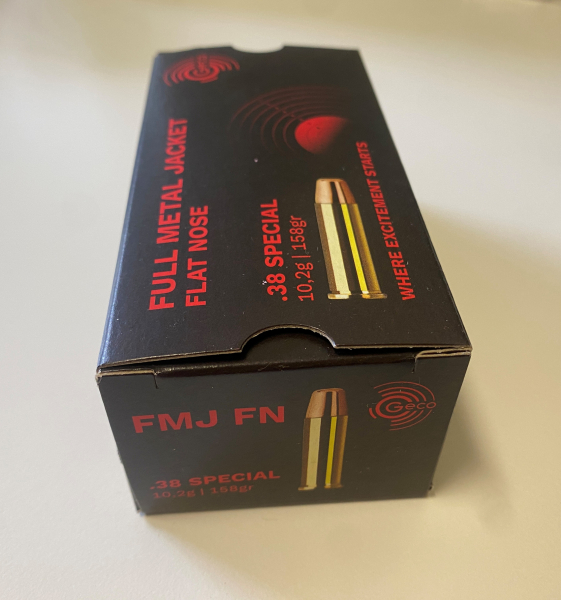 Geco
FULL METAL JACKET
FLAT NOSE
.38 SPECIAL
10,2g | 158gr
WHERE EXCITEMENT STARTS
FMJ FN
Geco
.38 SPECIAL
10,2g | 158gr